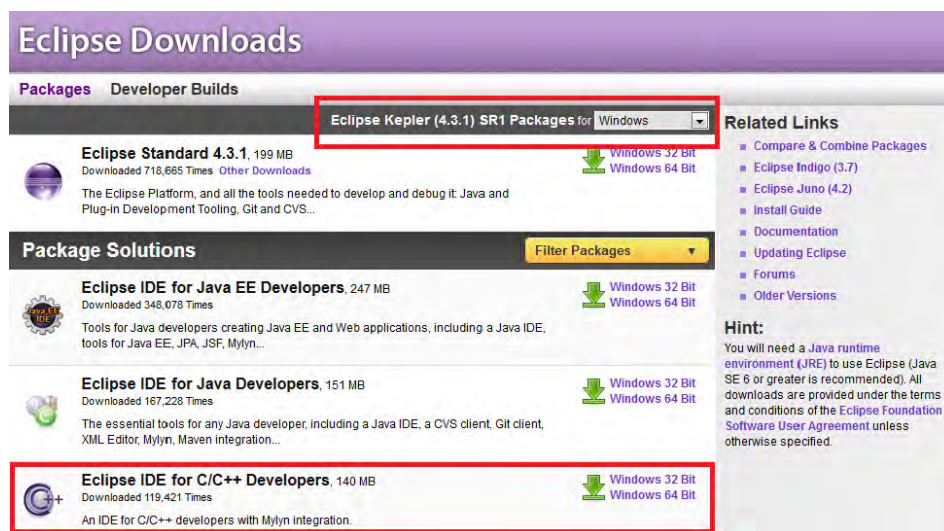 Eclipse Downloads
Packages Developer Builds
Eclipse Kepler (4.3.1) SR1 Packages for Windows
Eclipse Standard 4.3.1, 199 MB
Downloaded 718,665 Times Other Downloads
The Eclipse Platform, and all the tools needed to develop and debug it: Java and
Plug-in Development Tooling, Git and CVS...
Windows 32 Bit
Windows 64 Bit
Package Solutions
Filter Packages
Java EE
IDE
Eclipse IDE for Java EE Developers, 247 MB
Downloaded 348,078 Times
Tools for Java developers creating Java EE and Web applications, including a Java IDE,
tools for Java EE, JPA, JSF, Mylyn...
Windows 32 Bit
Windows 64 Bit
Eclipse IDE for Java Developers, 151 MB
Downloaded 167,228 Times
The essential tools for any Java developer, including a Java IDE, a CVS client, Git client,
XML Editor, Mylyn, Maven integration...
Windows 32 Bit
Windows 64 Bit
C++
Eclipse IDE for C/C++ Developers, 140 MB
Downloaded 119,421 Times
An IDE for C/C++ developers with Mylyn integration.
Windows 32 Bit
Windows 64 Bit
Related Links
Compare & Combine Packages
Eclipse Indigo (3.7)
Eclipse Juno (4.2)
Install Guide
Documentation
Updating Eclipse
Forums
Older Versions
Hint:
You will need a Java runtime
environment (JRE) to use Eclipse (Java
SE 6 or greater is recommended). All
downloads are provided under the terms
and conditions of the Eclipse Foundation
Software User Agreement unless
otherwise specified.